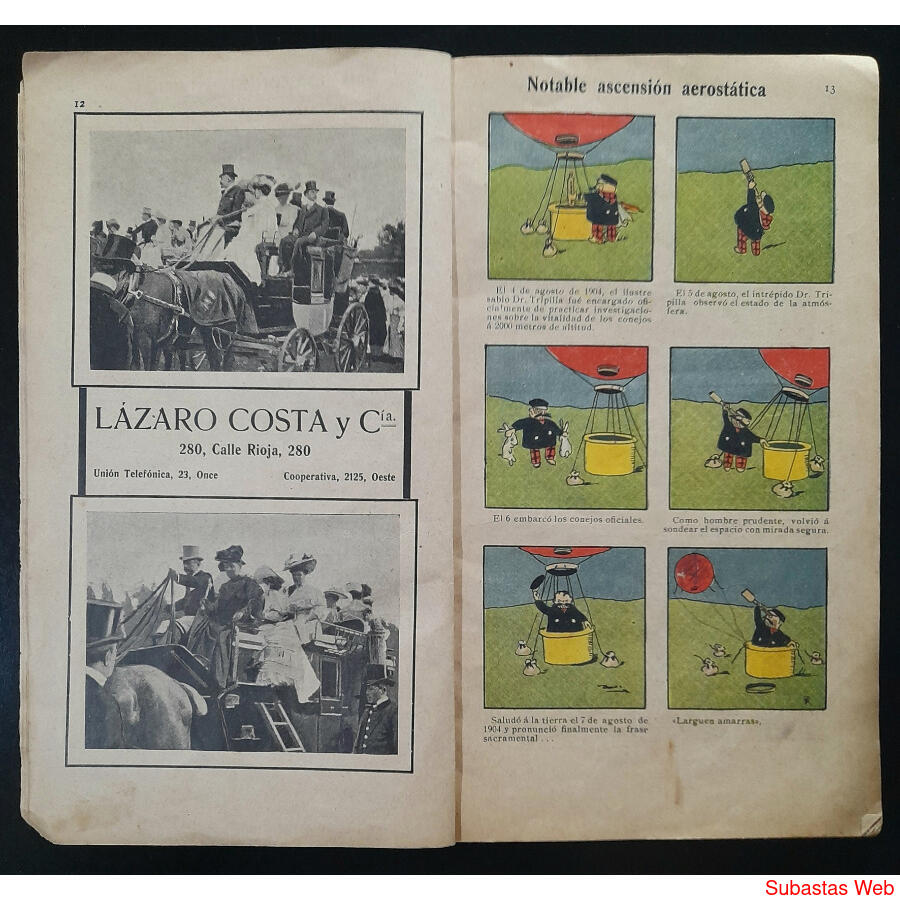 12
LÁZARO COSTA y Cía.
280, Calle Rioja, 280
Unión Telefónica, 23, Once
Cooperativa, 2125, Oeste
Notable ascensión aerostática
13
El 4 de agosto de 1904, el ilustre
sabio Dr. Tripilla fué encargado ofi-
cialmente de practicar investigacio-
nes sobre la vitalidad de los conejos
á 2000 metros de altitud.
El 5 de agosto, el intrépido Dr. Tri-
pilla observó el estado de la atmós-
fera.
El 6 embarcó los conejos oficiales.
Como hombre prudente, volvió á
sondear el espacio con mirada segura.
Saludó á la tierra el 7 de agosto de
1904 y pronunció finalmente la frase
sacramental ...
«Larguen amarras».
Subastas Web